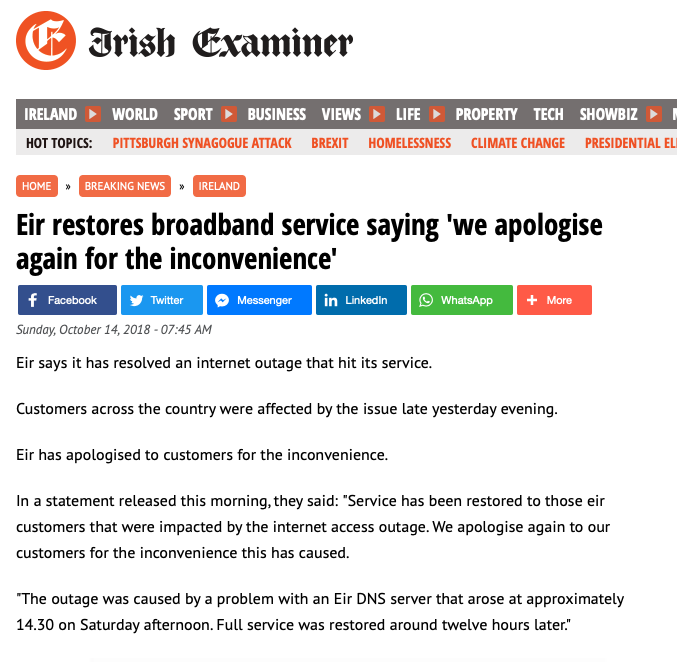 Irish Examiner
IRELAND WORLD SPORT BUSINESS VIEWS LIFE PROPERTY TECH SHOWBIZ
HOT TOPICS: PITTSBURGH SYNAGOGUE ATTACK BREXIT HOMELESSNESS CLIMATE CHANGE PRESIDENTIAL
HOME » BREAKING NEWS » IRELAND
Eir restores broadband service saying 'we apologise
again for the inconvenience'
Facebook Twitter Messenger LinkedIn WhatsApp More
Sunday, October 14, 2018 - 07:45 AM
Eir says it has resolved an internet outage that hit its service.
Customers across the country were affected by the issue late yesterday evening.
Eir has apologised to customers for the inconvenience.
In a statement released this morning, they said: "Service has been restored to those eir
customers that were impacted by the internet access outage. We apologise again to our
customers for the inconvenience this has caused.
"The outage was caused by a problem with an Eir DNS server that arose at approximately
14.30 on Saturday afternoon. Full service was restored around twelve hours later."